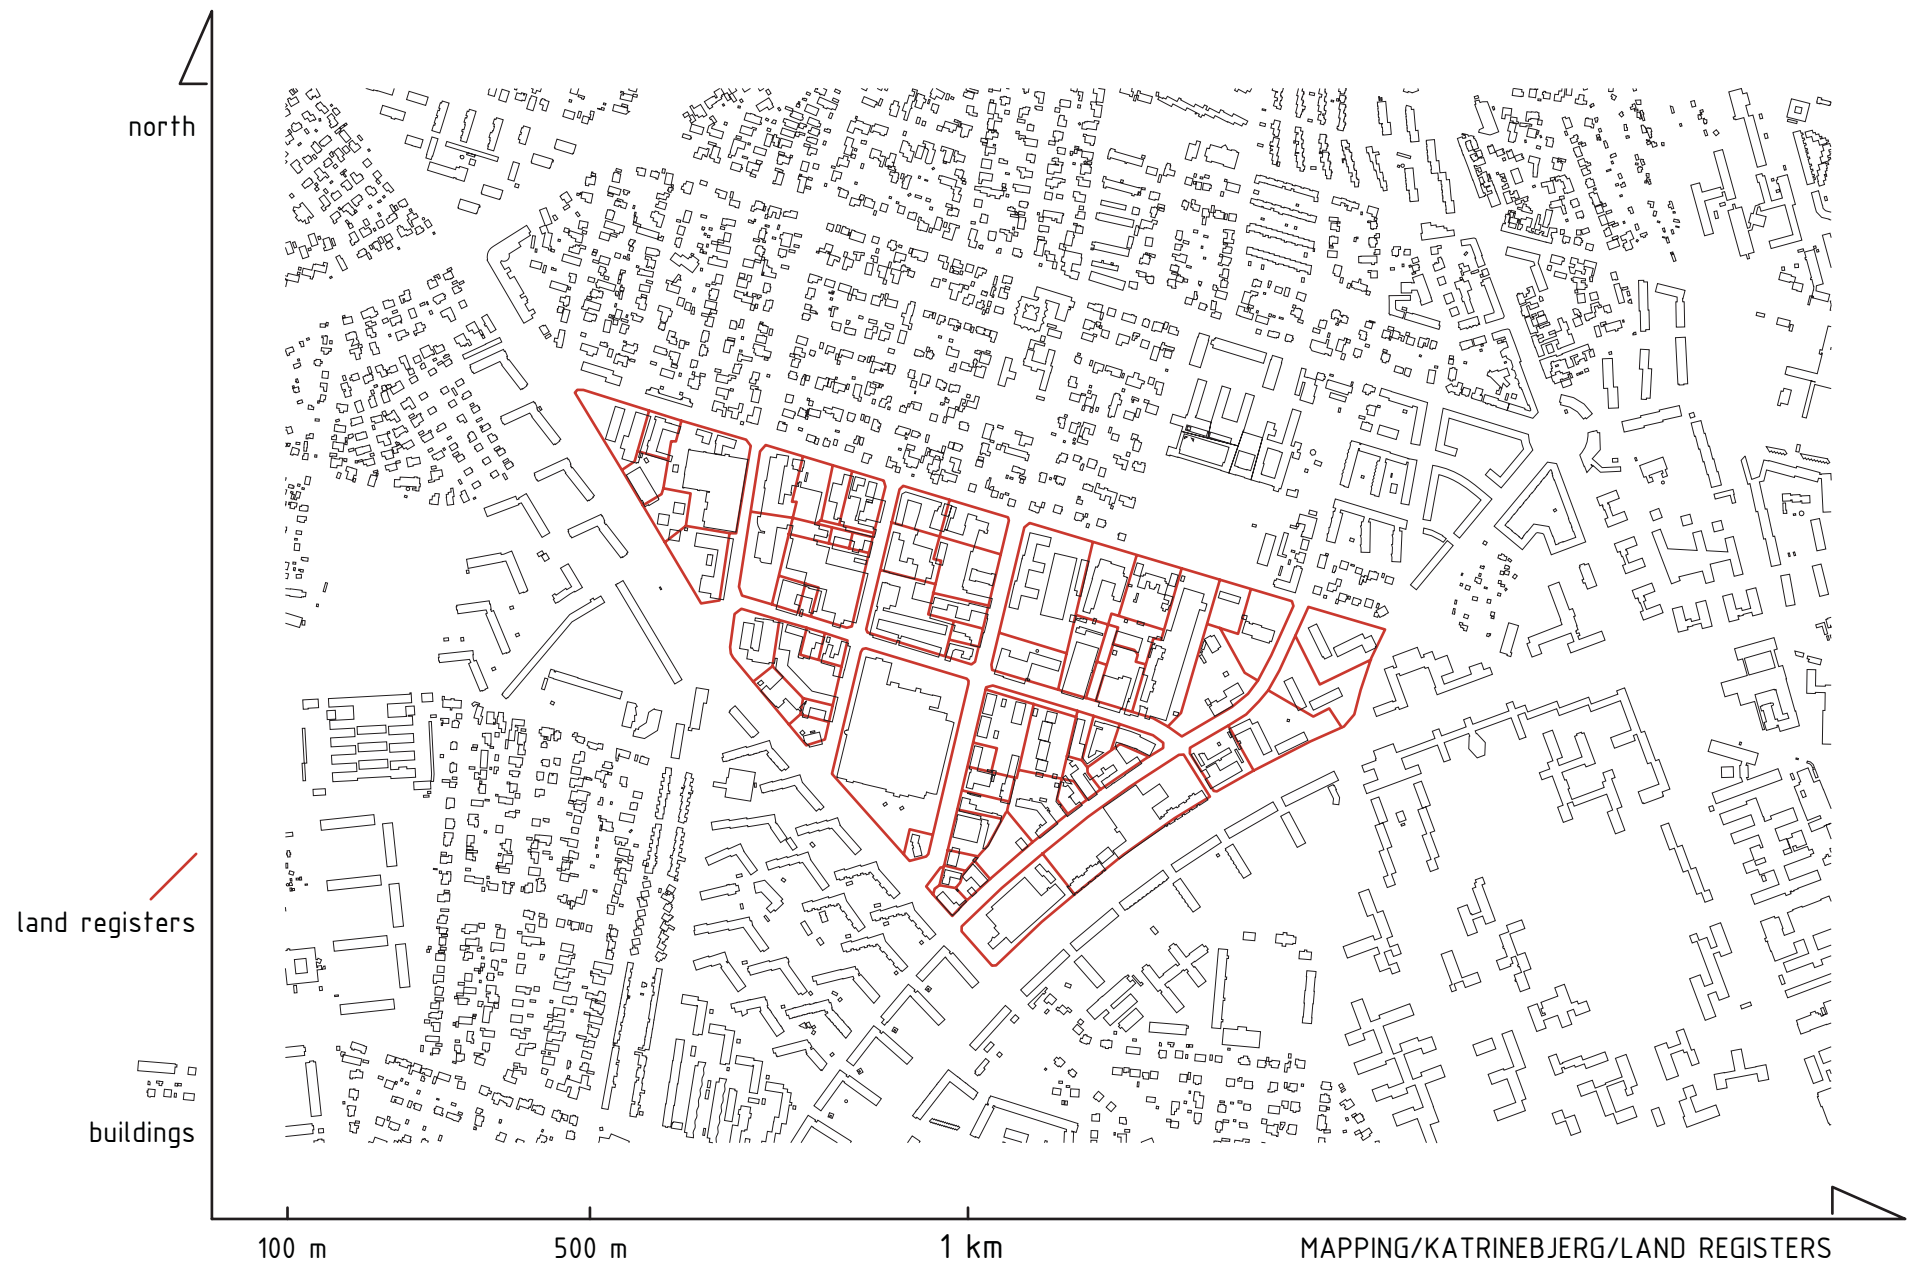 north
land registers
buildings
100 m
500 m
1 km
MAPPING/KATRINEBJERG/LAND REGISTERS